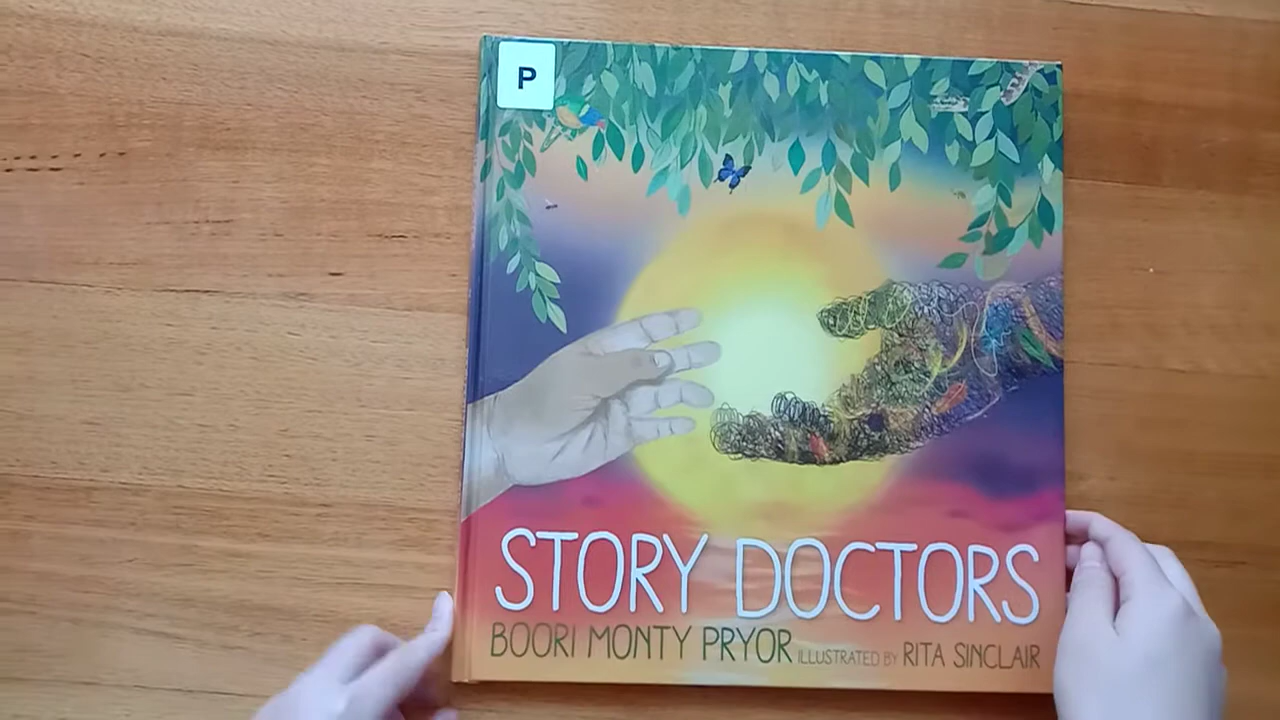 P
STORY DOCTORS
BOORI MONTY PRYOR ILLUSTRATED BY RITA SINCLAIR